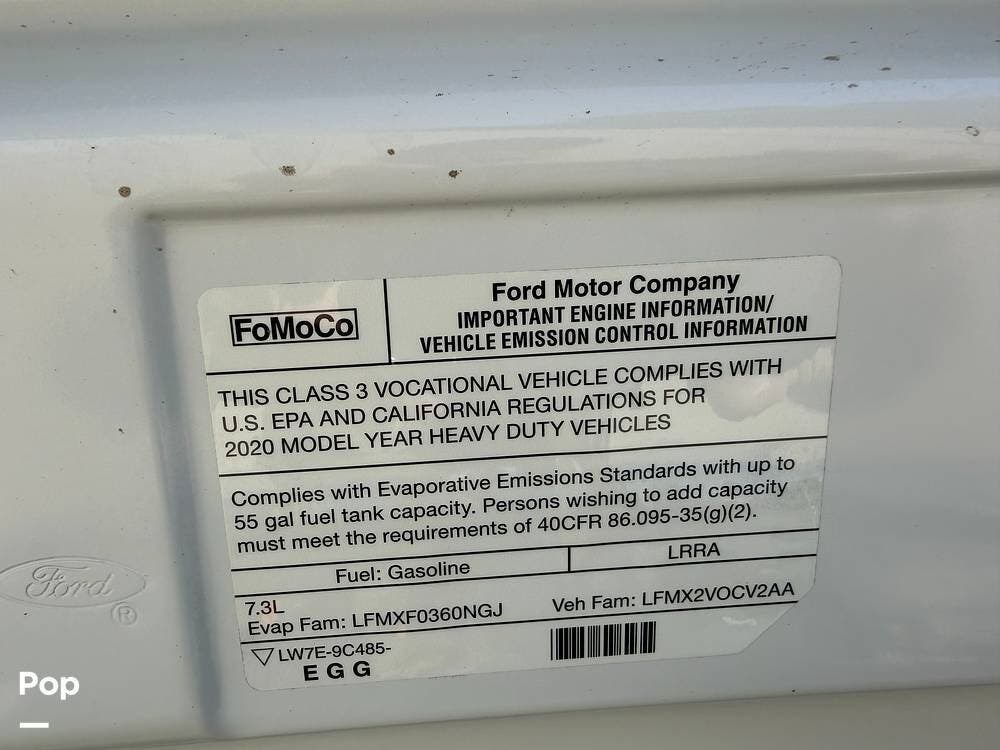 FoMoCo
Ford Motor Company
IMPORTANT ENGINE INFORMATION/
VEHICLE EMISSION CONTROL INFORMATION
THIS CLASS 3 VOCATIONAL VEHICLE COMPLIES WITH
U.S. EPA AND CALIFORNIA REGULATIONS FOR
2020 MODEL YEAR HEAVY DUTY VEHICLES
Complies with Evaporative Emissions Standards with up to
55 gal fuel tank capacity. Persons wishing to add capacity
must meet the requirements of 40CFR 86.095-35(g)(2).
Fuel: Gasoline
LRRA
7.3L
Evap Fam: LFMXF0360NGJ
Veh Fam: LFMX2VOCV2AA
LW7E-9C485-
E G G
Ford
®
Pop